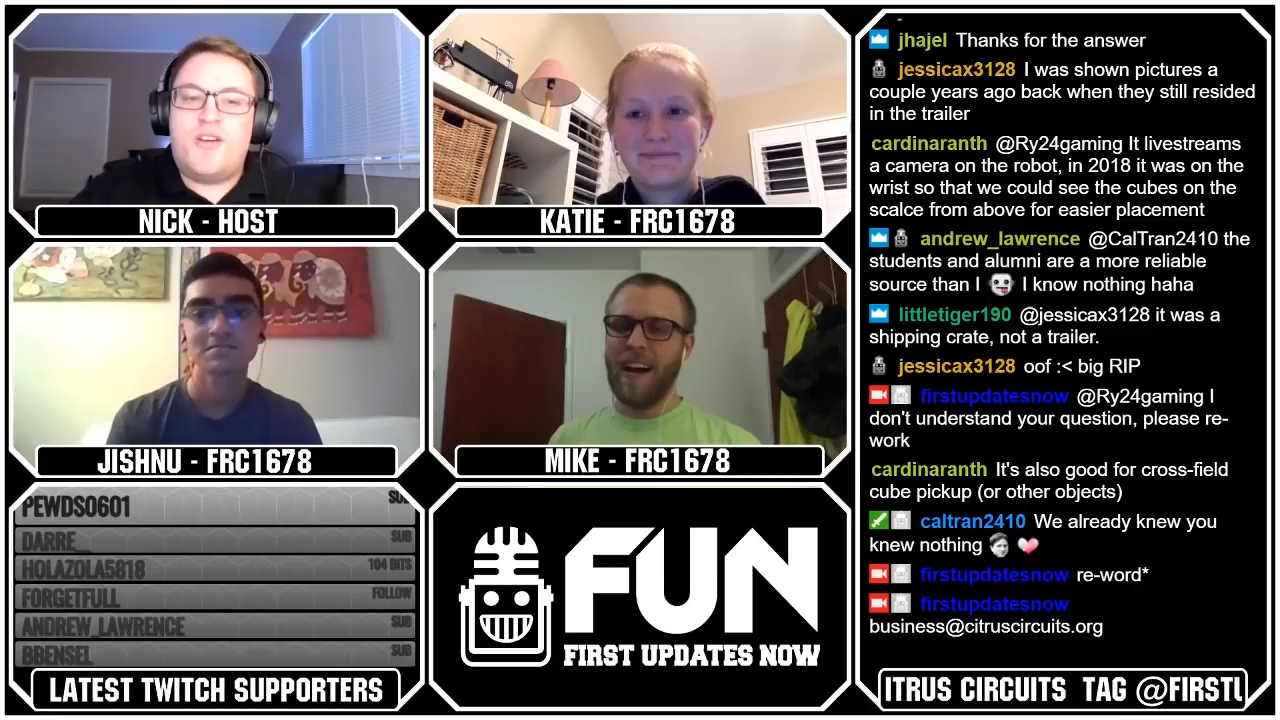 NICK - HOST
KATIE - FRC1678
JISHNU - FRC1678
MIKE - FRC1678
PEWDS0601 SUB
DARRE_ SUB
HOLAZOLA5818 104 BITS
FORGETFULL FOLLOW
ANDREW_LAWRENCE SUB
BBENSEL SUB
LATEST TWITCH SUPPORTERS
FUN
FIRST UPDATES NOW
jhajel Thanks for the answer
jessicax3128 I was shown pictures a
couple years ago back when they still resided
in the trailer
cardinaranth @Ry24gaming It livestreams
a camera on the robot, in 2018 it was on the
wrist so that we could see the cubes on the
scalce from above for easier placement
andrew_lawrence @CalTran2410 the
students and alumni are a more reliable
source than I I know nothing haha
littletiger190 @jessicax3128 it was a
shipping crate, not a trailer.
jessicax3128 oof :< big RIP
firstupdatesnow @Ry24gaming I
don't understand your question, please re-
work
cardinaranth It's also good for cross-field
cube pickup (or other objects)
caltran2410 We already knew you
knew nothing
firstupdatesnow re-word*
firstupdatesnow
business@citruscircuits.org
ITRUS CIRCUITS TAG @FIRSTU